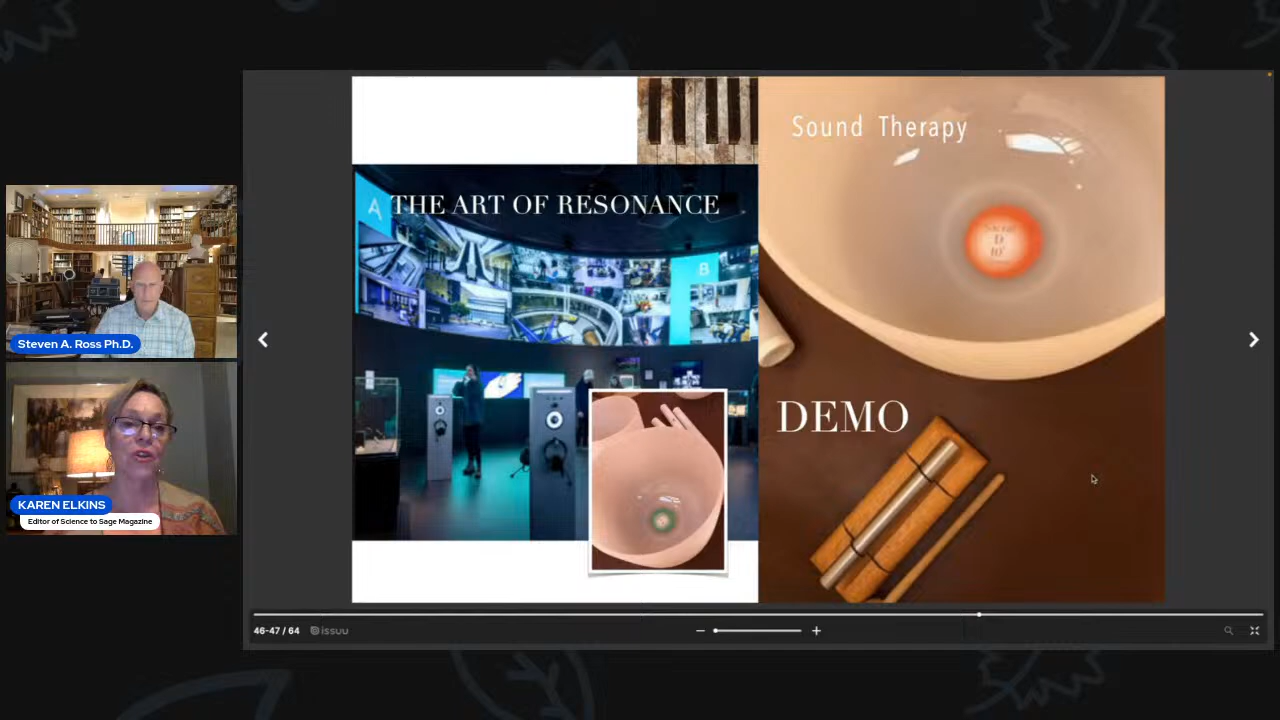 Steven A. Ross Ph.D.
KAREN ELKINS
Editor of Science to Sage Magazine
A
THE ART OF RESONANCE
B
Sound Therapy
D
10"
DEMO
46-47 / 64
issuu